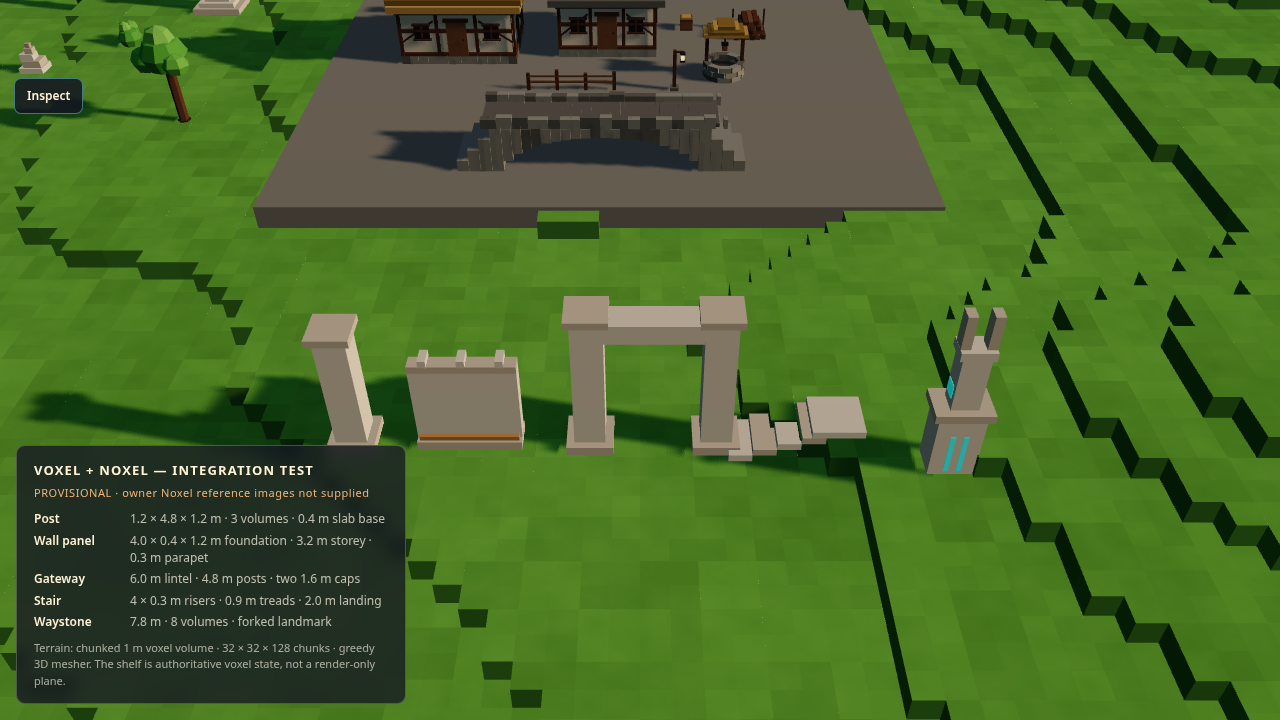 Inspect
VOXEL + NOXEL — INTEGRATION TEST
PROVISIONAL · owner Noxel reference images not supplied
Post 1.2 × 4.8 × 1.2 m · 3 volumes · 0.4 m slab base
Wall panel 4.0 × 0.4 × 1.2 m foundation · 3.2 m storey ·
0.3 m parapet
Gateway 6.0 m lintel · 4.8 m posts · two 1.6 m caps
Stair 4 × 0.3 m risers · 0.9 m treads · 2.0 m landing
Waystone 7.8 m · 8 volumes · forked landmark
Terrain: chunked 1 m voxel volume · 32 × 32 × 128 chunks · greedy
3D mesher. The shelf is authoritative voxel state, not a render-only
plane.